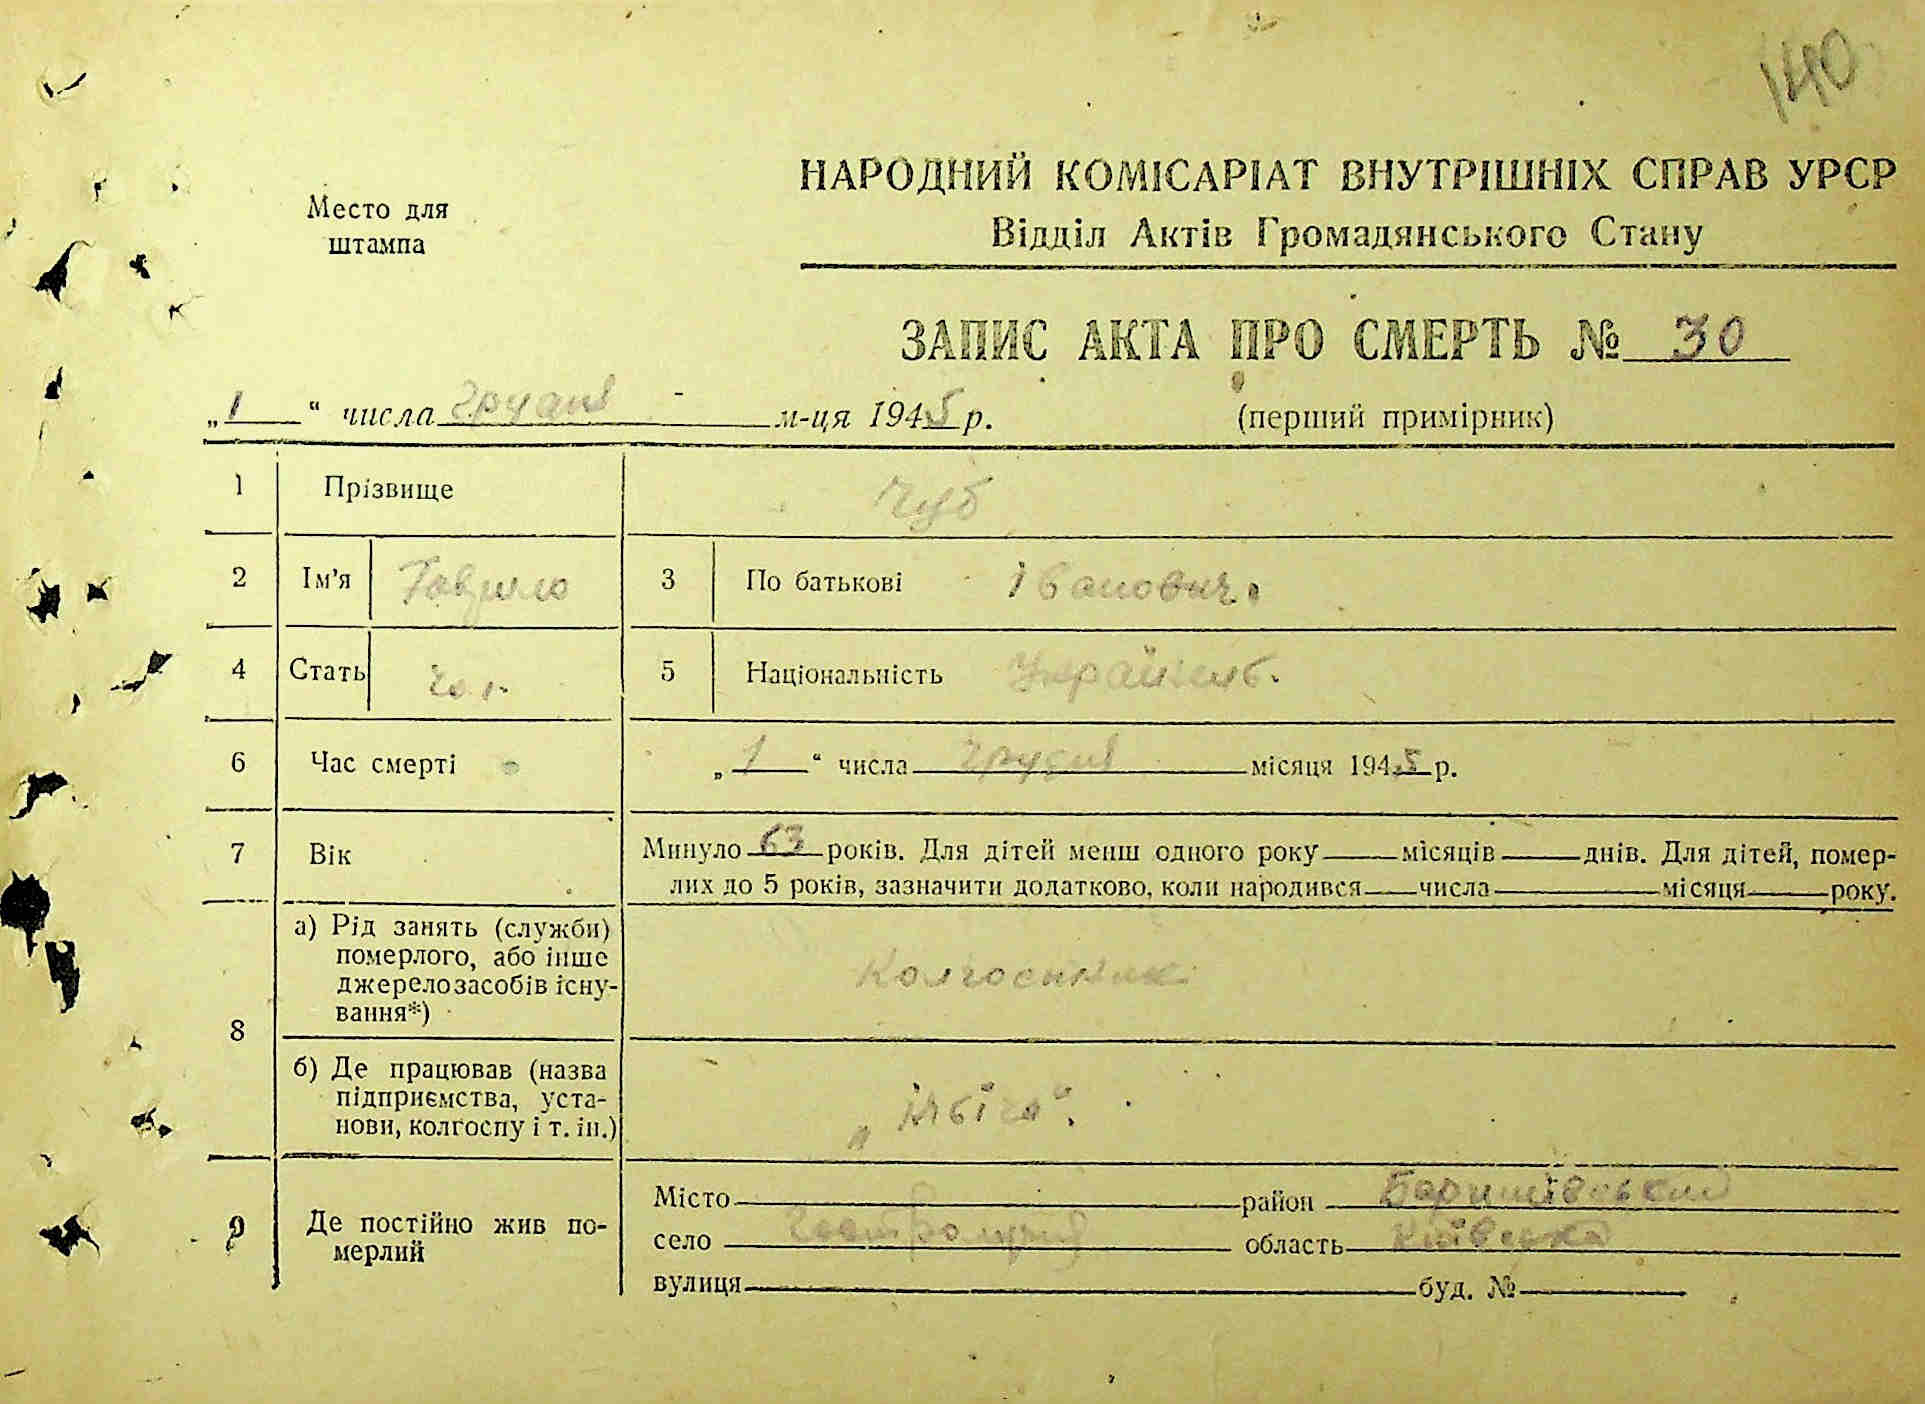 140
НАРОДНИЙ КОМІСАРІАТ ВНУТРІШНІХ СПРАВ УРСР
Відділ Актів Громадянського Стану
Место для
штампа
ЗАПИС АКТА ПРО СМЕРТЬ № 30
„1“ числа грудня м-ця 1945 р.
(перший примірник)
1 Прізвище Чуб
2 Ім'я Гаврило 3 По батькові Іванович.
4 Стать чол. 5 Національність Українець.
6 Час смерті „1“ числа грудня місяця 1945 р.
7 Вік Минуло 63 років. Для дітей менш одного року місяців днів. Для дітей, помер-
лих до 5 років, зазначити додатково, коли народився числа місяця року.
8 а) Рід занять (служби)
померлого, або інше
джерело засобів існу-
вання*)
Колгоспник
б) Де працював (назва
підприємства, уста-
нови, колгоспу і т. ін.)
9 Де постійно жив по-
мерлий
Місто район Баришівський
село область Київська
вулиця буд. №